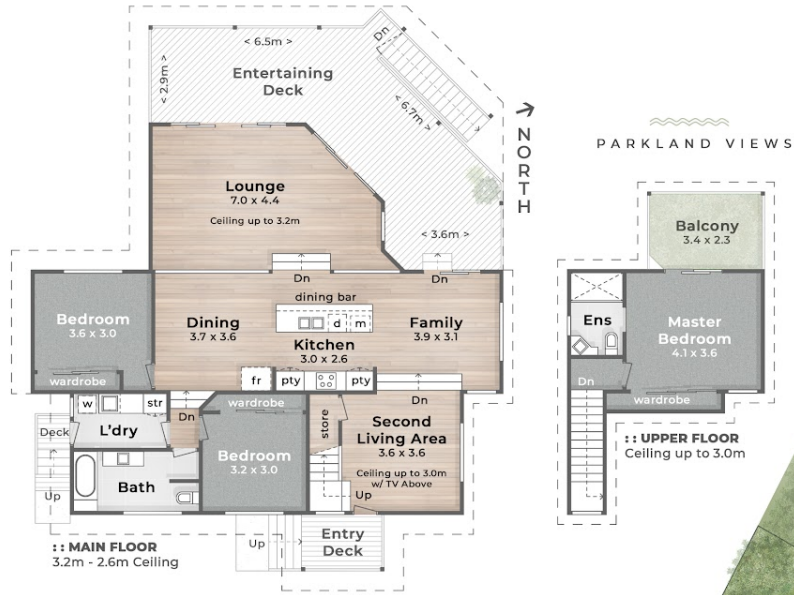 < 6.5m >
Dn
< 2.9m >
Entertaining
Deck
< 6.7m >
NORTH
PARKLAND VIEWS
Lounge
7.0 x 4.4
Ceiling up to 3.2m
< 3.6m >
Balcony
3.4 x 2.3
Dn
Dn
dining bar
Bedroom
3.6 x 3.0
Dining
3.7 x 3.6
d
m
Family
3.9 x 3.1
Kitchen
3.0 x 2.6
wardrobe
fr
pty
pty
Dn
Ens
Master
Bedroom
4.1 x 3.6
Dn
wardrobe
w
str
Deck
L'dry
Dn
wardrobe
store
Second
Living Area
3.6 x 3.6
Bedroom
3.2 x 3.0
Ceiling up to 3.0m
w/ TV Above
Up
Bath
Up
:: UPPER FLOOR
Ceiling up to 3.0m
Up
Entry
Deck
:: MAIN FLOOR
3.2m - 2.6m Ceiling